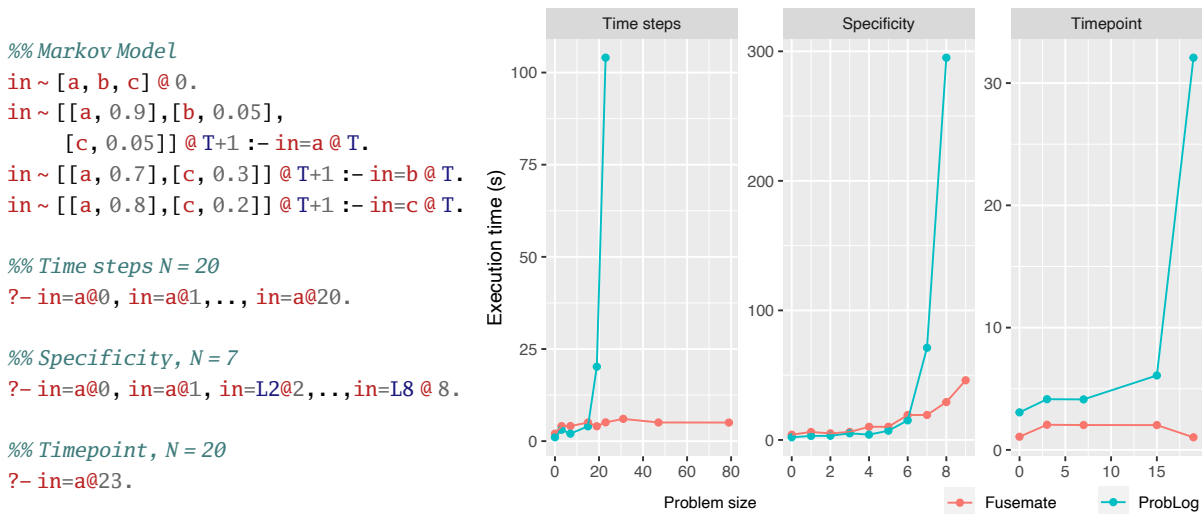 %% Markov Model
in ~ [a, b, c] @ 0.
in ~ [[a, 0.9],[b, 0.05],
[c, 0.05]] @ T+1 :- in=a @ T.
in ~ [[a, 0.7],[c, 0.3]] @ T+1 :- in=b @ T.
in ~ [[a, 0.8],[c, 0.2]] @ T+1 :- in=c @ T.
%% Time steps N = 20
?- in=a@0, in=a@1,.., in=a@20.
%% Specificity, N = 7
?- in=a@0, in=a@1, in=L2@2,..,in=L8 @ 8.
%% Timepoint, N = 20
?- in=a@23.
Execution time (s)
Time steps
100
75
50
25
0
0 20 40 60 80
Specificity
300
200
100
0
0 2 4 6 8
Timepoint
30
20
10
0
0 5 10 15
Problem size
Fusemate
ProbLog